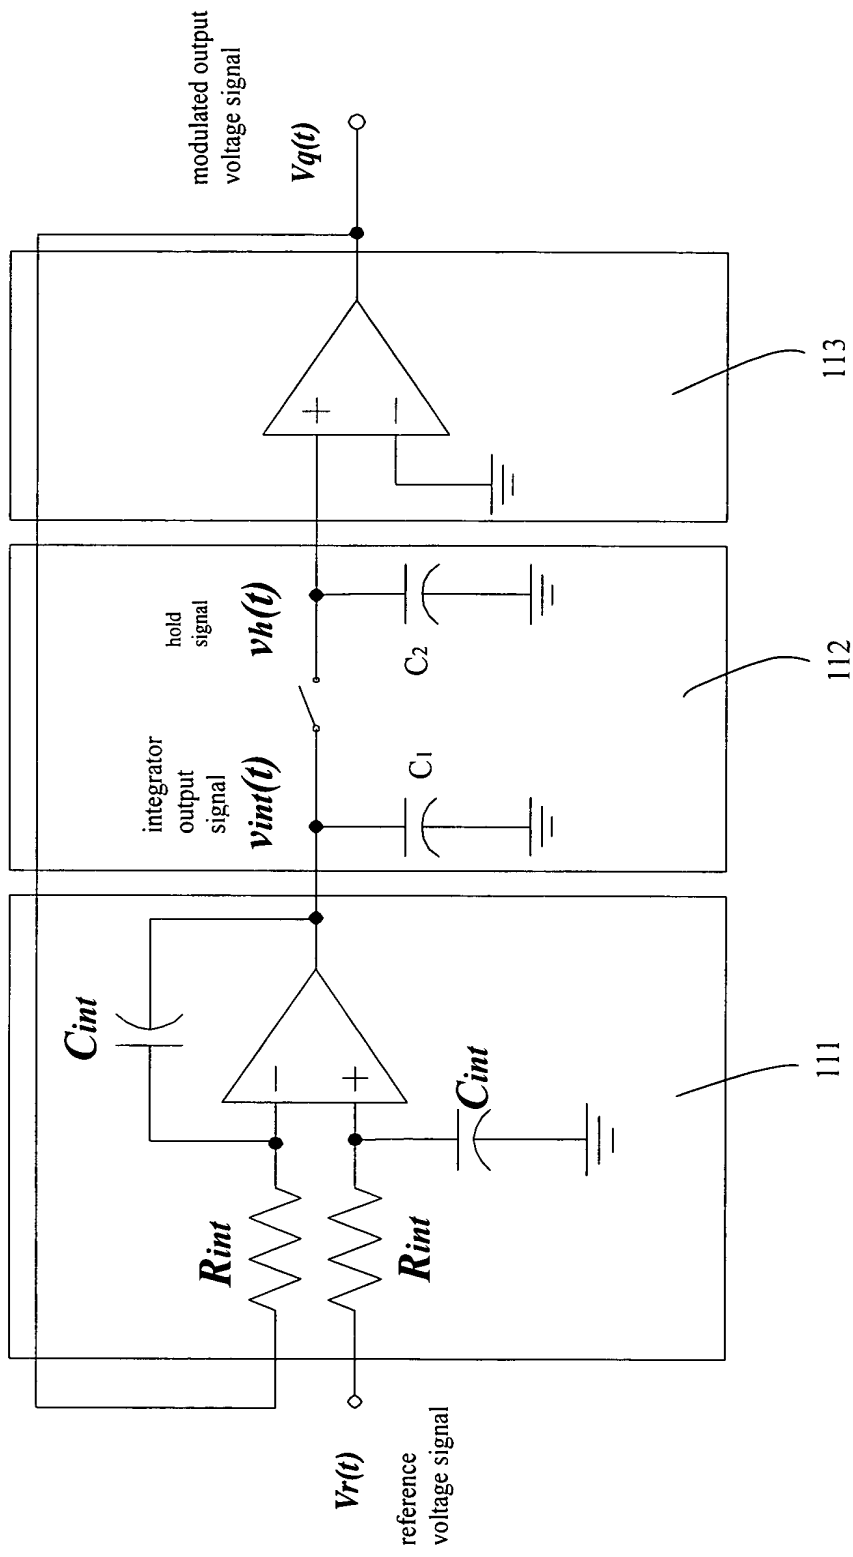 modulated output
voltage signal
Vq(t)
113
+
−
hold
signal
vh(t)
C2
112
integrator
output
signal
vint(t)
C1
Cint
−
+
Cint
111
Rint
Rint
Vr(t)
reference
voltage signal